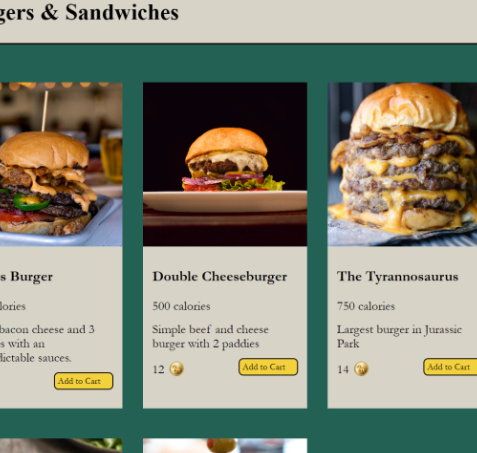 gers & Sandwiches
s Burger
lories
bacon cheese and 3
s with an
dictable sauces.
Add to Cart
Double Cheeseburger
500 calories
Simple beef and cheese
burger with 2 paddies
12
Add to Cart
The Tyrannosaurus
750 calories
Largest burger in Jurassic
Park
14
Add to Cart